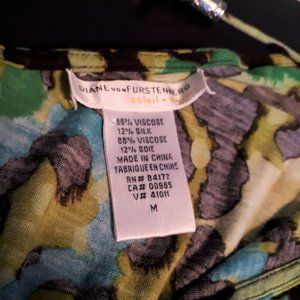 DIANE VON FURSTENBERG
soleil
88% VISCOSE
12% SILK
88% VISCOSE
12% SOIE
MADE IN CHINA
FABRIQUE EN CHINE
RN# 84177
CA# 00985
V# 41011
M